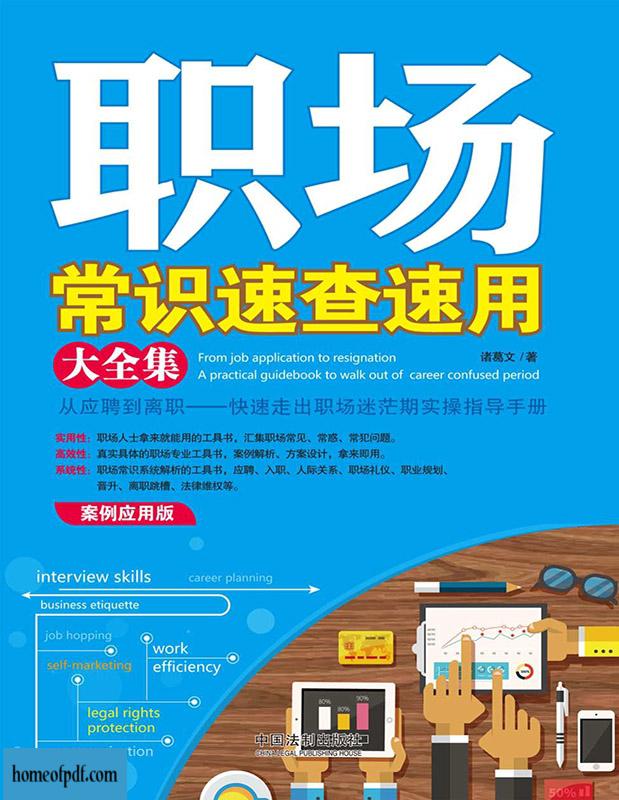 职场
常识速查速用
大全集
From job application to resignation
诸葛文 / 著
A practical guidebook to walk out of career confused period
从应聘到离职——快速走出职场迷茫期实操指导手册
实用性：职场人士拿来就能用的工具书，汇集职场常见、常惑、常犯问题。
高效性：真实具体的职场专业工具书，案例解析、方案设计，拿来即用。
系统性：职场常识系统解析的工具书，应聘、入职、人际关系、职场礼仪、职业规划、
晋升、离职跳槽、法律维权等。
案例应用版
interview skills
career planning
business etiquette
job hopping
work
efficiency
self-marketing
legal rights
protection
80%
80%
90%
中国法制出版社
CHINA LEGAL PUBLISHING HOUSE
50%
homeofpdf.com